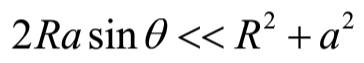 2Ra sin θ << R² + a²